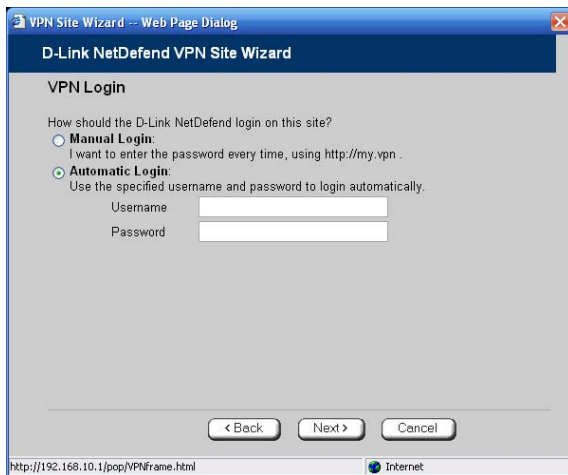 VPN Site Wizard -- Web Page Dialog
D-Link NetDefend VPN Site Wizard
VPN Login
How should the D-Link NetDefend login on this site?
Manual Login:
I want to enter the password every time, using http://my.vpn .
Automatic Login:
Use the specified username and password to login automatically.
Username
Password
< Back
Next >
Cancel
http://192.168.10.1/pop/VPNframe.html
Internet